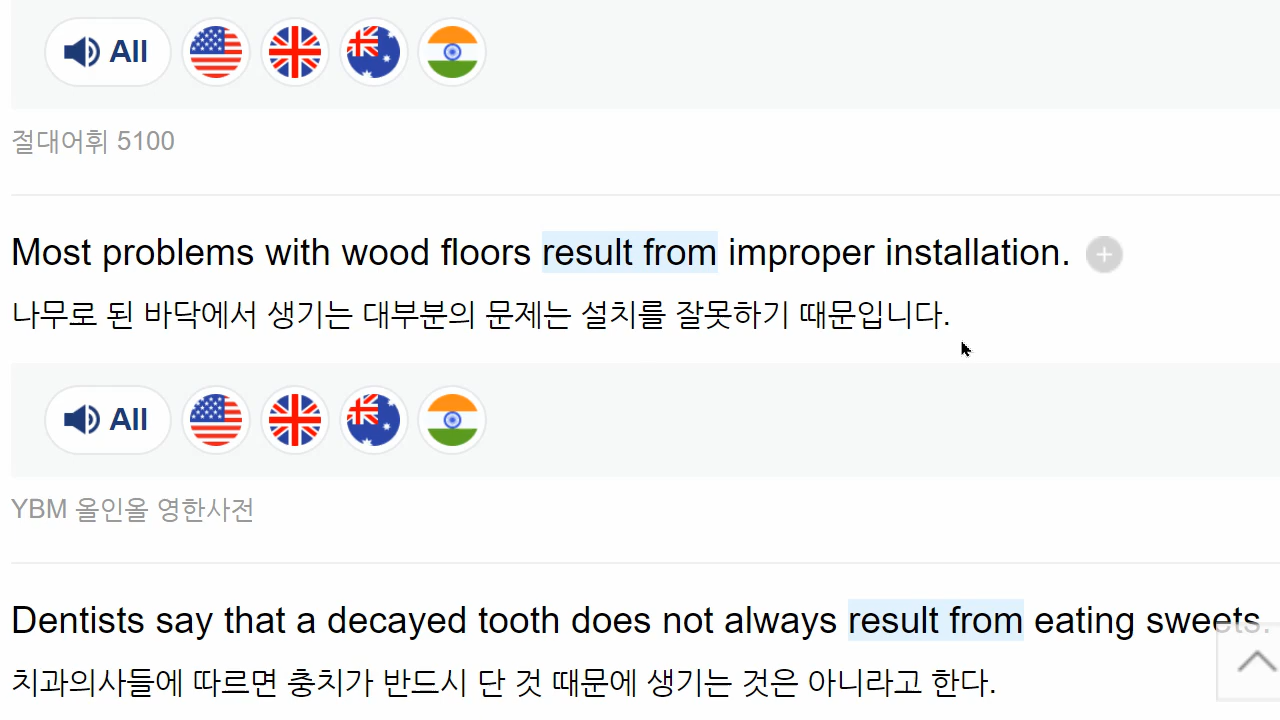 All
절대어휘 5100
Most problems with wood floors result from improper installation.
나무로 된 바닥에서 생기는 대부분의 문제는 설치를 잘못하기 때문입니다.
All
YBM 올인올 영한사전
Dentists say that a decayed tooth does not always result from eating sweets.
치과의사들에 따르면 충치가 반드시 단 것 때문에 생기는 것은 아니라고 한다.